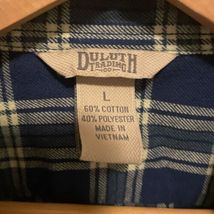 DULUTH
TRADING
CO
L
60% COTTON
40% POLYESTER
MADE IN
VIETNAM